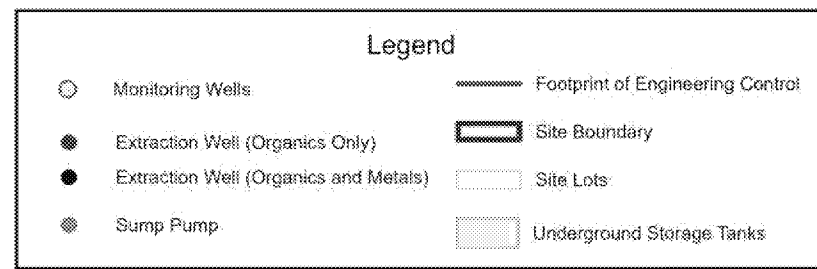 Legend
Monitoring Wells
Extraction Well (Organics Only)
Extraction Well (Organics and Metals)
Sump Pump
Footprint of Engineering Control
Site Boundary
Site Lots
Underground Storage Tanks